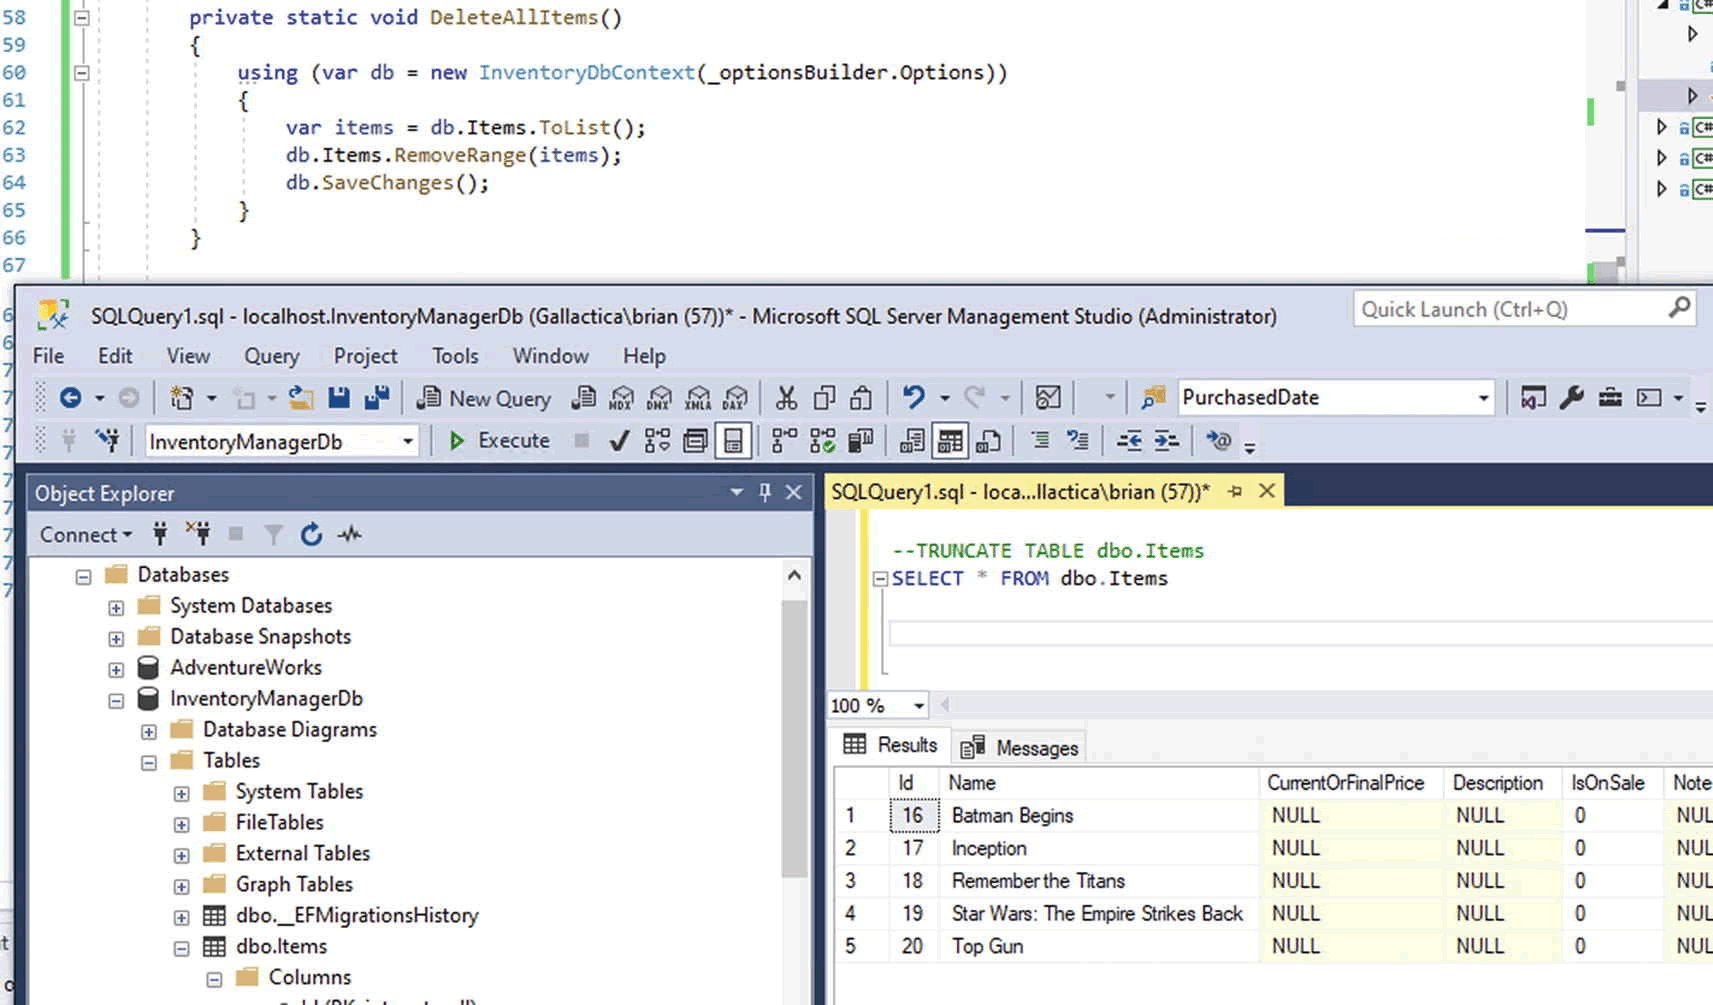 58 private static void DeleteAllItems()
59 {
60 using (var db = new InventoryDbContext(_optionsBuilder.Options))
61 {
62 var items = db.Items.ToList();
63 db.Items.RemoveRange(items);
64 db.SaveChanges();
65 }
66 }
67
SQLQuery1.sql - localhost.InventoryManagerDb (Gallactica\brian (57))* - Microsoft SQL Server Management Studio (Administrator)
Quick Launch (Ctrl+Q)
File Edit View Query Project Tools Window Help
New Query MDX DMX XMLA DAX PurchasedDate
InventoryManagerDb Execute
Object Explorer
Connect
Databases
System Databases
Database Snapshots
AdventureWorks
InventoryManagerDb
Database Diagrams
Tables
System Tables
FileTables
External Tables
Graph Tables
dbo.__EFMigrationsHistory
dbo.Items
Columns
SQLQuery1.sql - loca...llactica\brian (57))*
--TRUNCATE TABLE dbo.Items
SELECT * FROM dbo.Items
100 %
Results Messages
Id Name CurrentOrFinalPrice Description IsOnSale Note
1 16 Batman Begins NULL NULL 0 NUL
2 17 Inception NULL NULL 0 NUL
3 18 Remember the Titans NULL NULL 0 NUL
4 19 Star Wars: The Empire Strikes Back NULL NULL 0 NUL
5 20 Top Gun NULL NULL 0 NUL